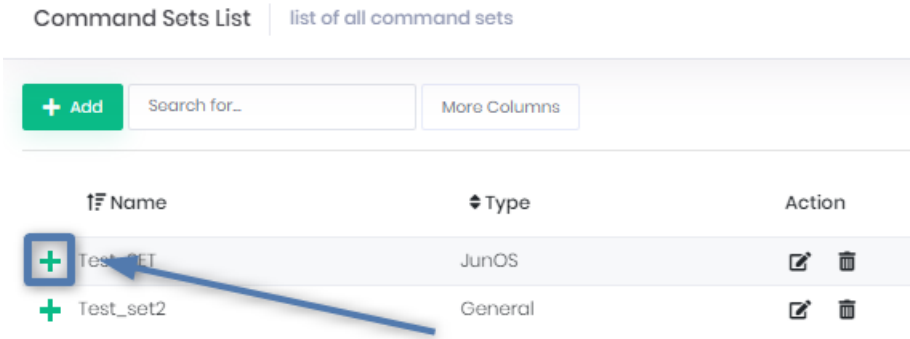 Command Sets List list of all command sets
+ Add Search for... More Columns
Name Type Action
Test_SET JunOS
Test_set2 General